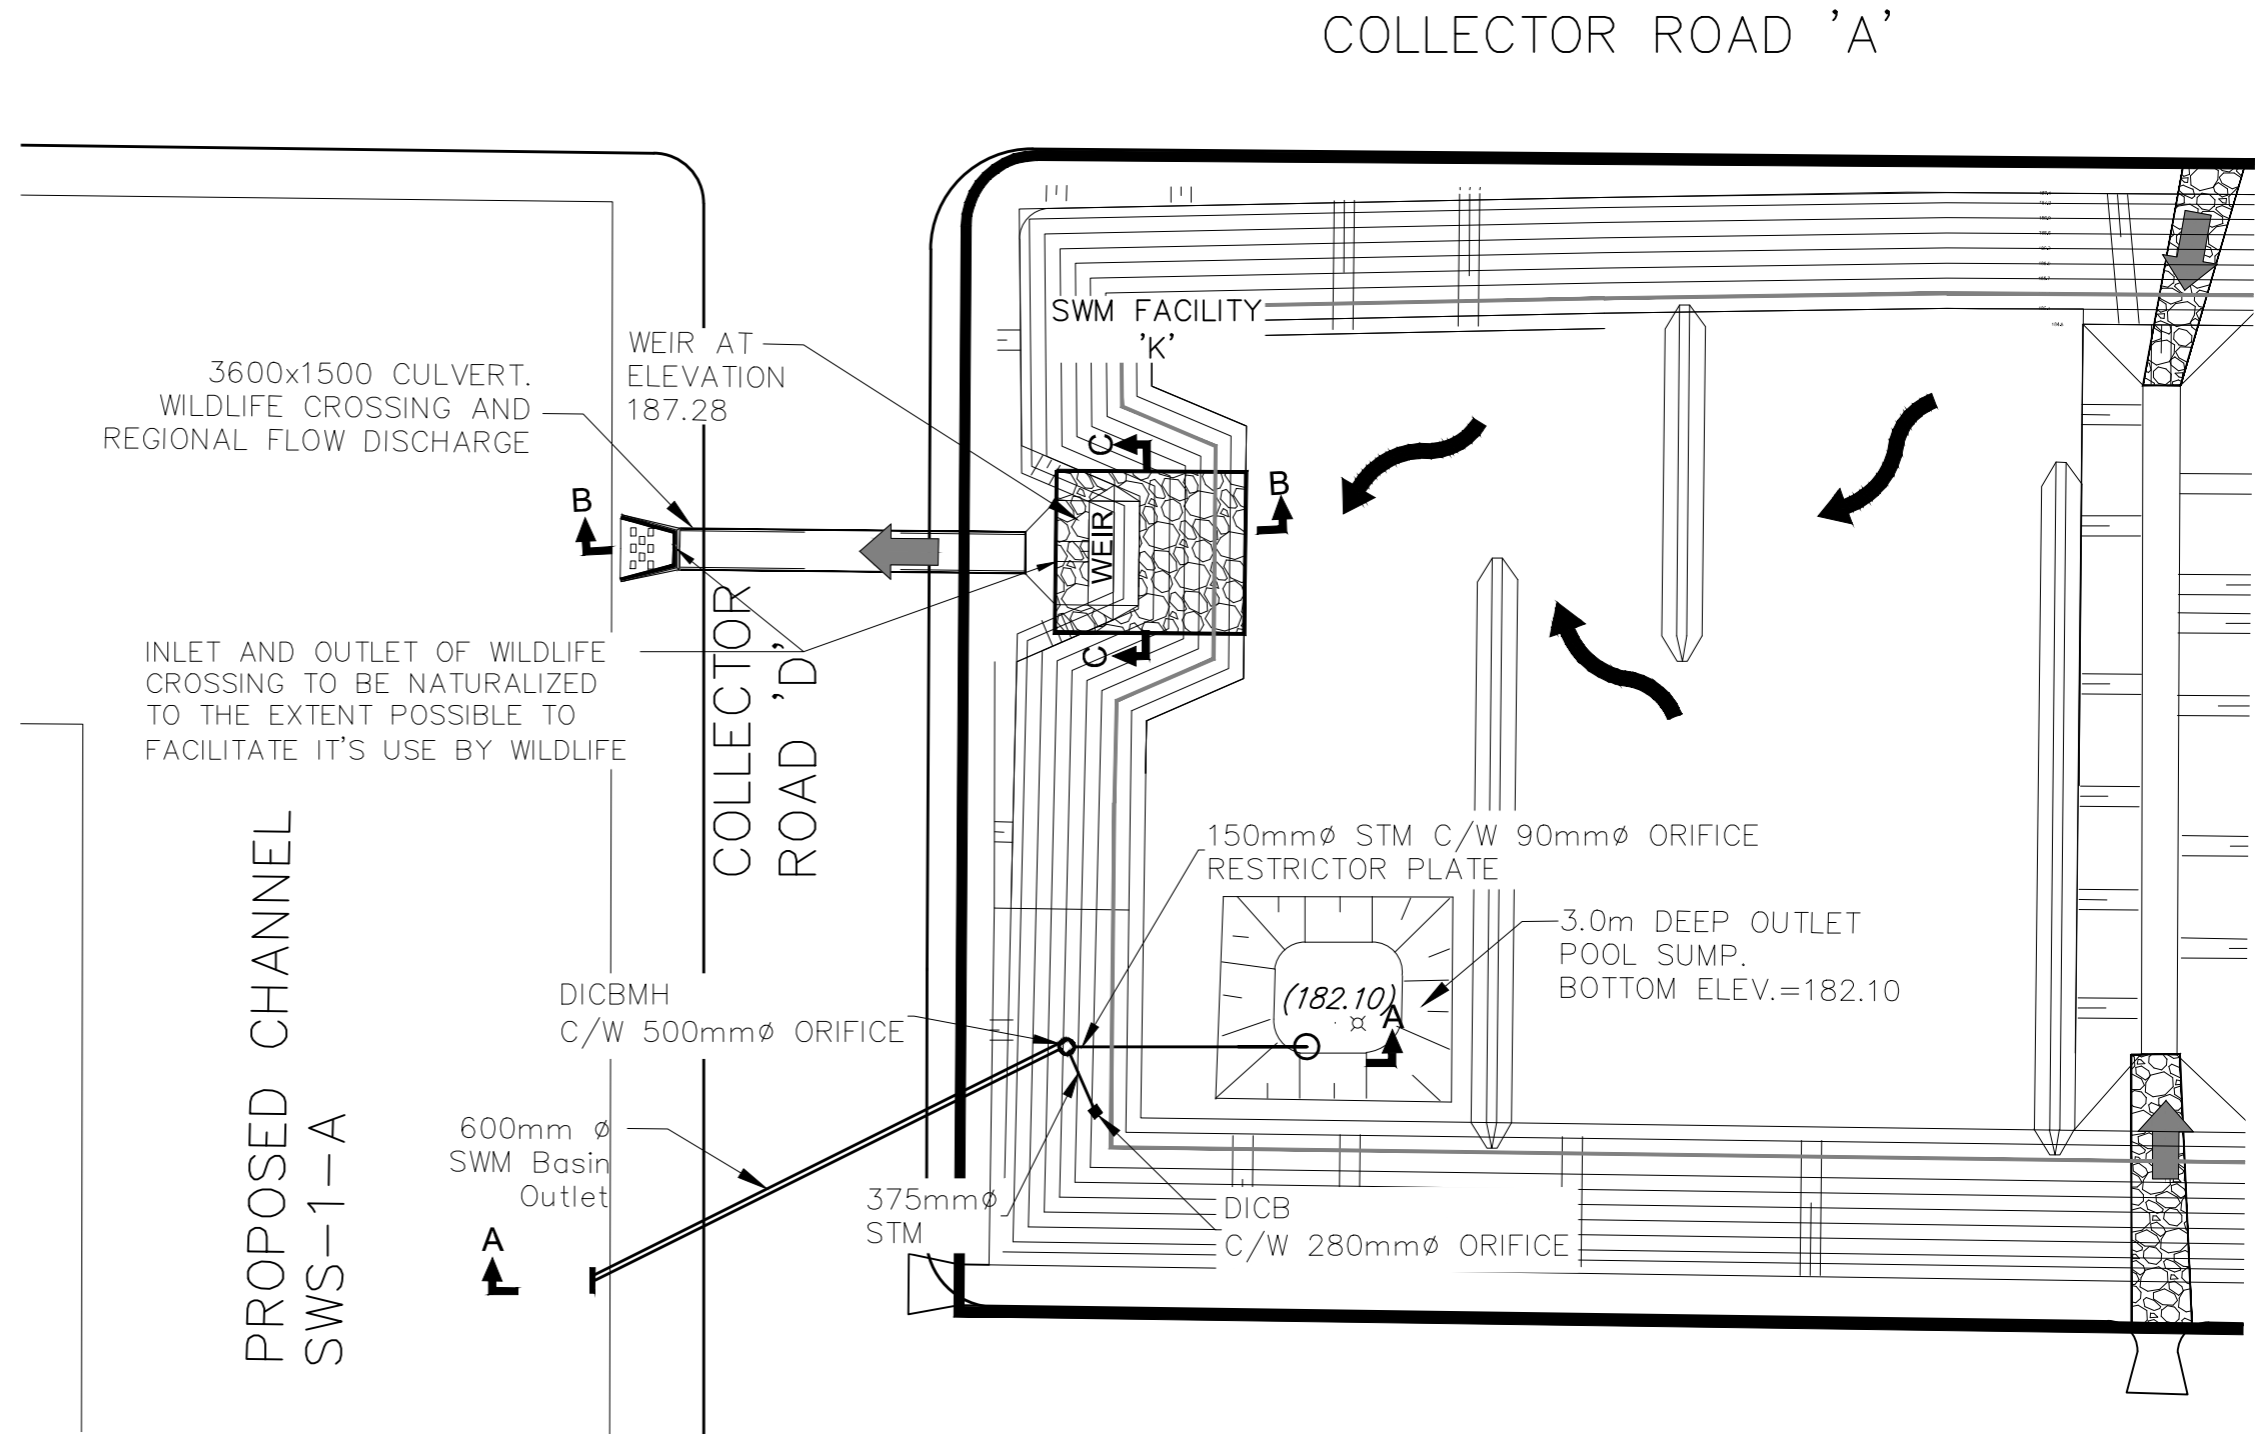 COLLECTOR ROAD 'A'
SWM FACILITY
'K'
WEIR AT
ELEVATION
187.28
3600x1500 CULVERT.
WILDLIFE CROSSING AND
REGIONAL FLOW DISCHARGE
C
B
B
WEIR
C
INLET AND OUTLET OF WILDLIFE
CROSSING TO BE NATURALIZED
TO THE EXTENT POSSIBLE TO
FACILITATE IT'S USE BY WILDLIFE
COLLECTOR
ROAD 'D'
PROPOSED CHANNEL
SWS-1-A
150mmø STM C/W 90mmø ORIFICE
RESTRICTOR PLATE
3.0m DEEP OUTLET
POOL SUMP.
BOTTOM ELEV.=182.10
(182.10)
A
DICBMH
C/W 500mmø ORIFICE
600mm ø
SWM Basin
Outlet
A
375mmø
STM
DICB
C/W 280mmø ORIFICE